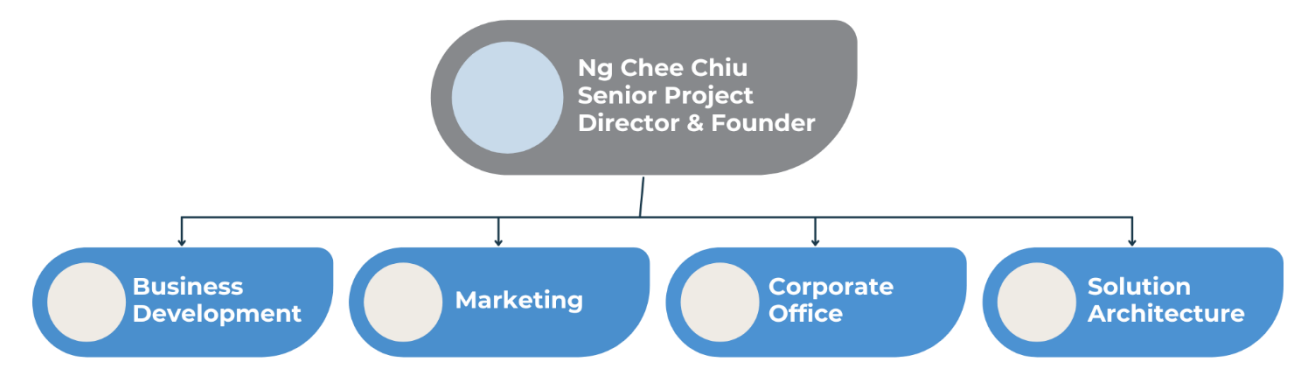 Ng Chee Chiu
Senior Project
Director & Founder
Business
Development
Marketing
Corporate
Office
Solution
Architecture